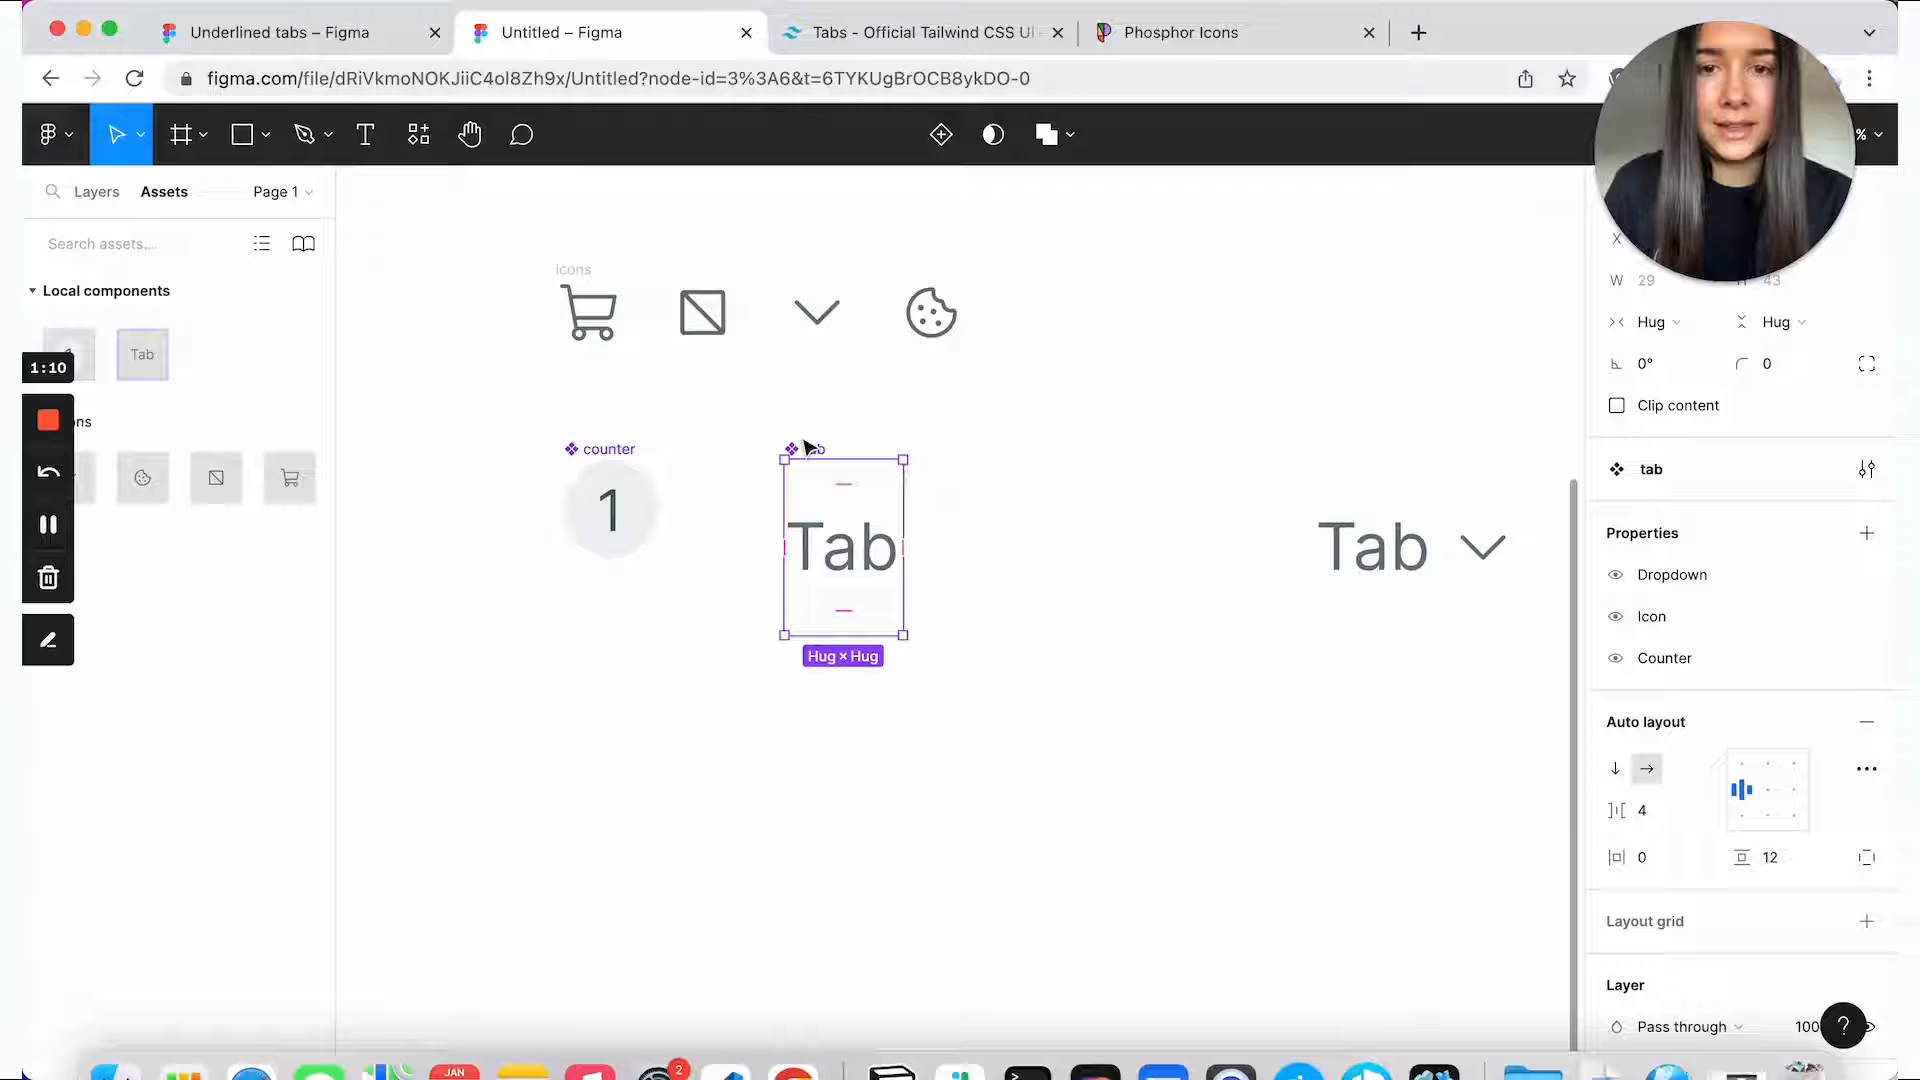 Underlined tabs – Figma
Untitled – Figma
Tabs - Official Tailwind CSS UI
Phosphor Icons
figma.com/file/dRiVkmoNOKJiiC4ol8Zh9x/Untitled?node-id=3%3A6&t=6TYKUgBrOCB8ykDO-0
%
Layers
Assets
Page 1
Search assets....
Local components
Tab
1:10
icons
counter
1
Tab
Hug × Hug
Tab
X
W 29
43
Hug
Hug
0°
0
Clip content
tab
Properties
Dropdown
Icon
Counter
Auto layout
4
0
12
Layout grid
Layer
Pass through
100
?
JAN
2